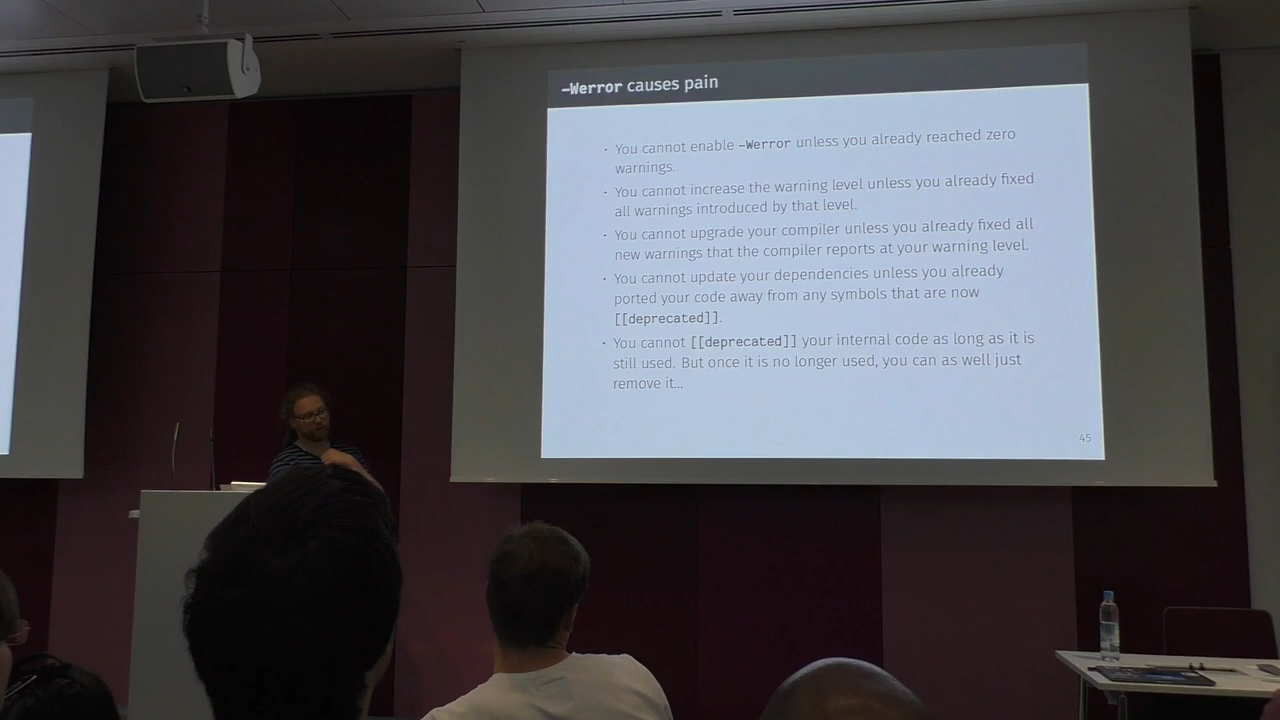 -Werror causes pain
· You cannot enable -Werror unless you already reached zero
warnings.
· You cannot increase the warning level unless you already fixed
all warnings introduced by that level.
· You cannot upgrade your compiler unless you already fixed all
new warnings that the compiler reports at your warning level.
· You cannot update your dependencies unless you already
ported your code away from any symbols that are now
[[deprecated]].
· You cannot [[deprecated]] your internal code as long as it is
still used. But once it is no longer used, you can as well just
remove it...
45